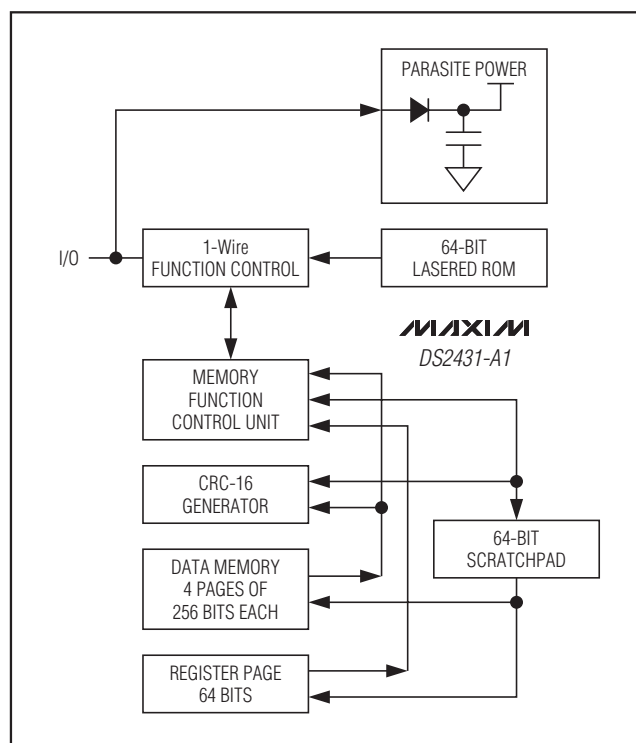 PARASITE POWER
I/O
1-Wire
FUNCTION CONTROL
64-BIT
LASERED ROM
MAXIM
DS2431-A1
MEMORY
FUNCTION
CONTROL UNIT
CRC-16
GENERATOR
64-BIT
SCRATCHPAD
DATA MEMORY
4 PAGES OF
256 BITS EACH
REGISTER PAGE
64 BITS